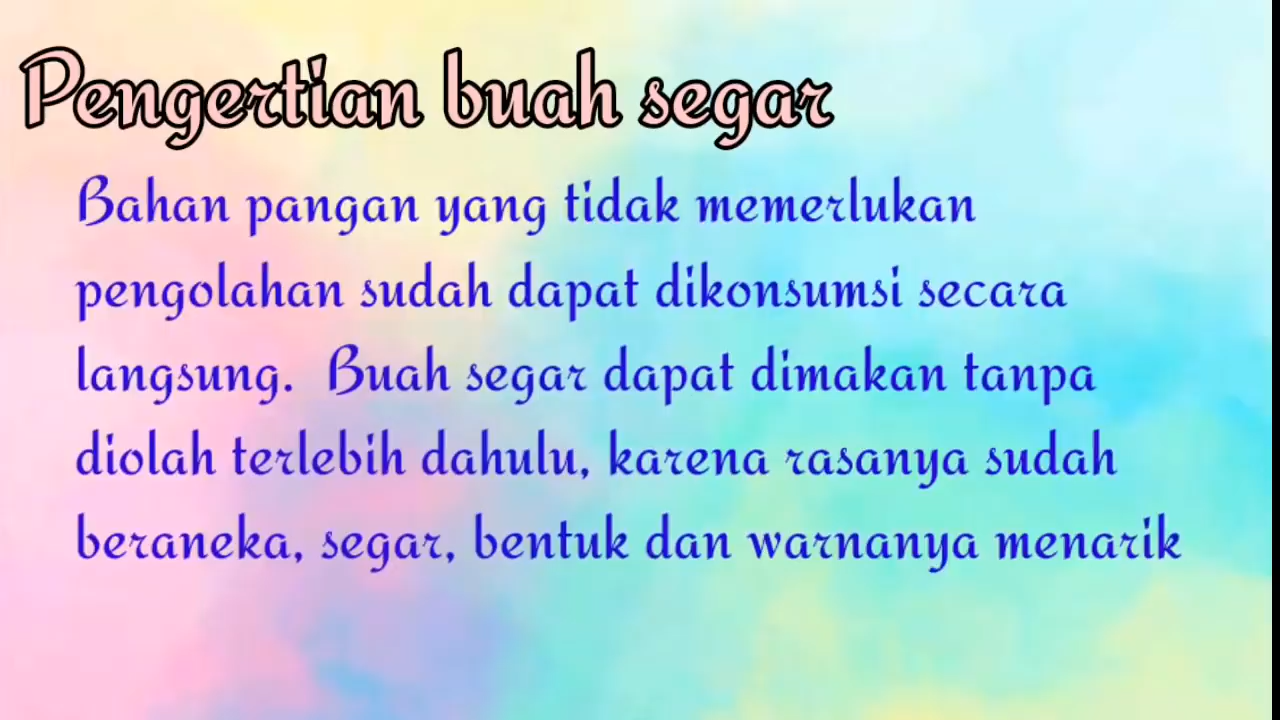 Pengertian buah segar
Bahan pangan yang tidak memerlukan
pengolahan sudah dapat dikonsumsi secara
langsung.  Buah segar dapat dimakan tanpa
diolah terlebih dahulu, karena rasanya sudah
beraneka, segar, bentuk dan warnanya menarik